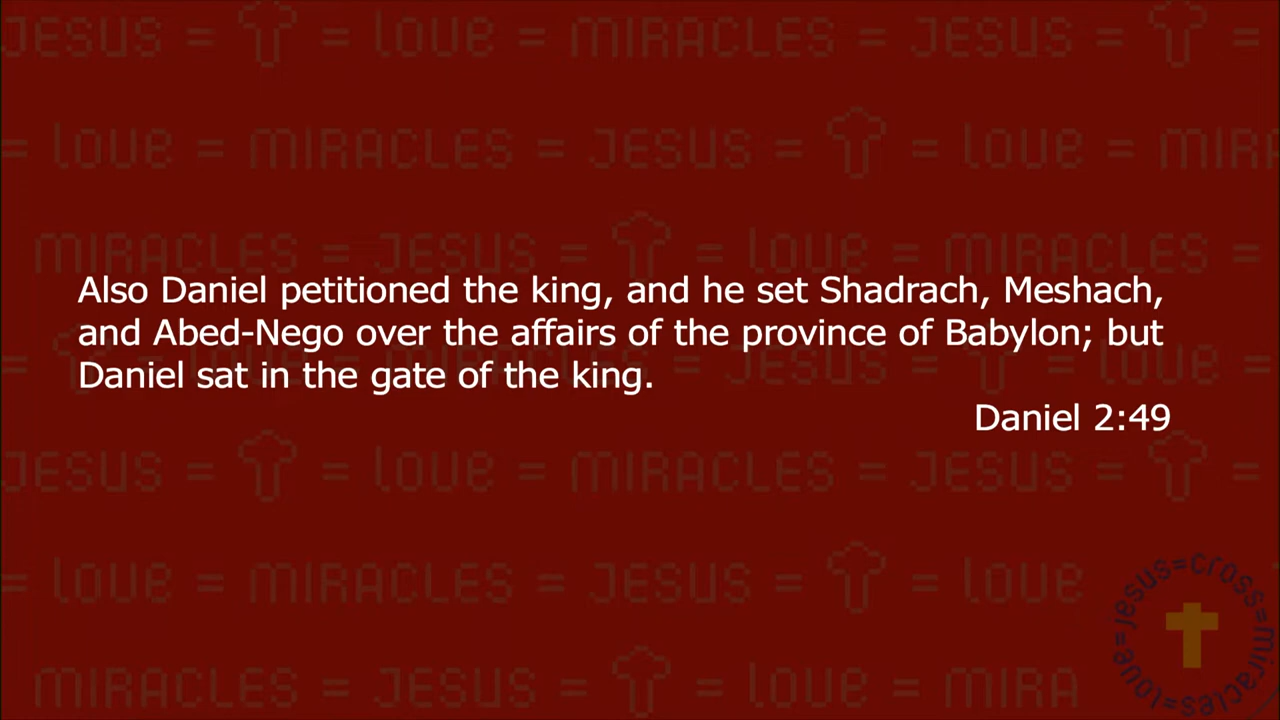 JESUS = = love = MIRACLES = JESUS = =
= love = MIRACLES = JESUS = = love = MIRA
MIRACLES = JESUS = = love = MIRACLES =
Also Daniel petitioned the king, and he set Shadrach, Meshach,
and Abed-Nego over the affairs of the province of Babylon; but
Daniel sat in the gate of the king.
Daniel 2:49
JESUS = = love = MIRACLES = JESUS = =
= love = MIRACLES = JESUS = = love
MIRACLES = JESUS = = love = MIRA
love=jesus=cross=miracles=